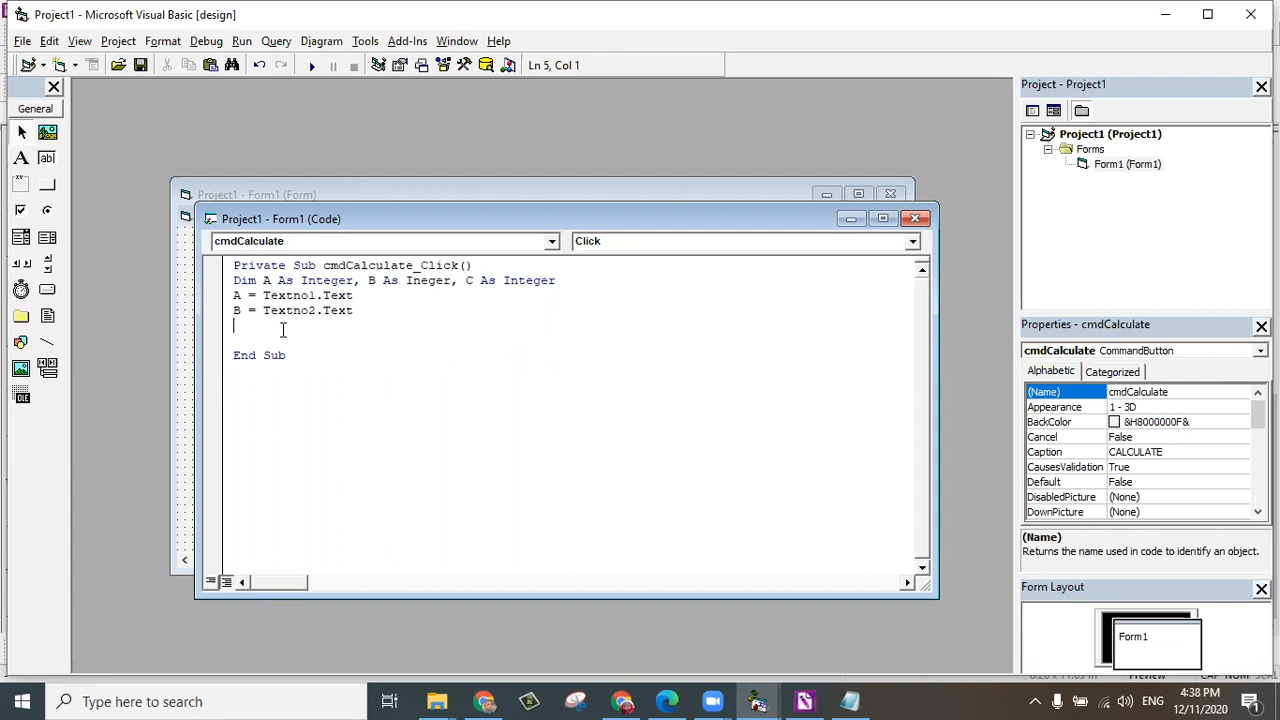 Project1 - Microsoft Visual Basic [design]
File Edit View Project Format Debug Run Query Diagram Tools Add-Ins Window Help
Ln 5, Col 1
General
Project1 - Form1 (Form)
Project1 - Form1 (Code)
cmdCalculate
Click
Private Sub cmdCalculate_Click()
Dim A As Integer, B As Ineger, C As Integer
A = Textno1.Text
B = Textno2.Text
End Sub
Project - Project1
Project1 (Project1)
Forms
Form1 (Form1)
Properties - cmdCalculate
cmdCalculate CommandButton
Alphabetic Categorized
(Name) cmdCalculate
Appearance 1 - 3D
BackColor &H8000000F&
Cancel False
Caption CALCULATE
CausesValidation True
Default False
DisabledPicture (None)
DownPicture (None)
(Name)
Returns the name used in code to identify an object.
Form Layout
Form1
Type here to search
ENG
4:38 PM
12/11/2020